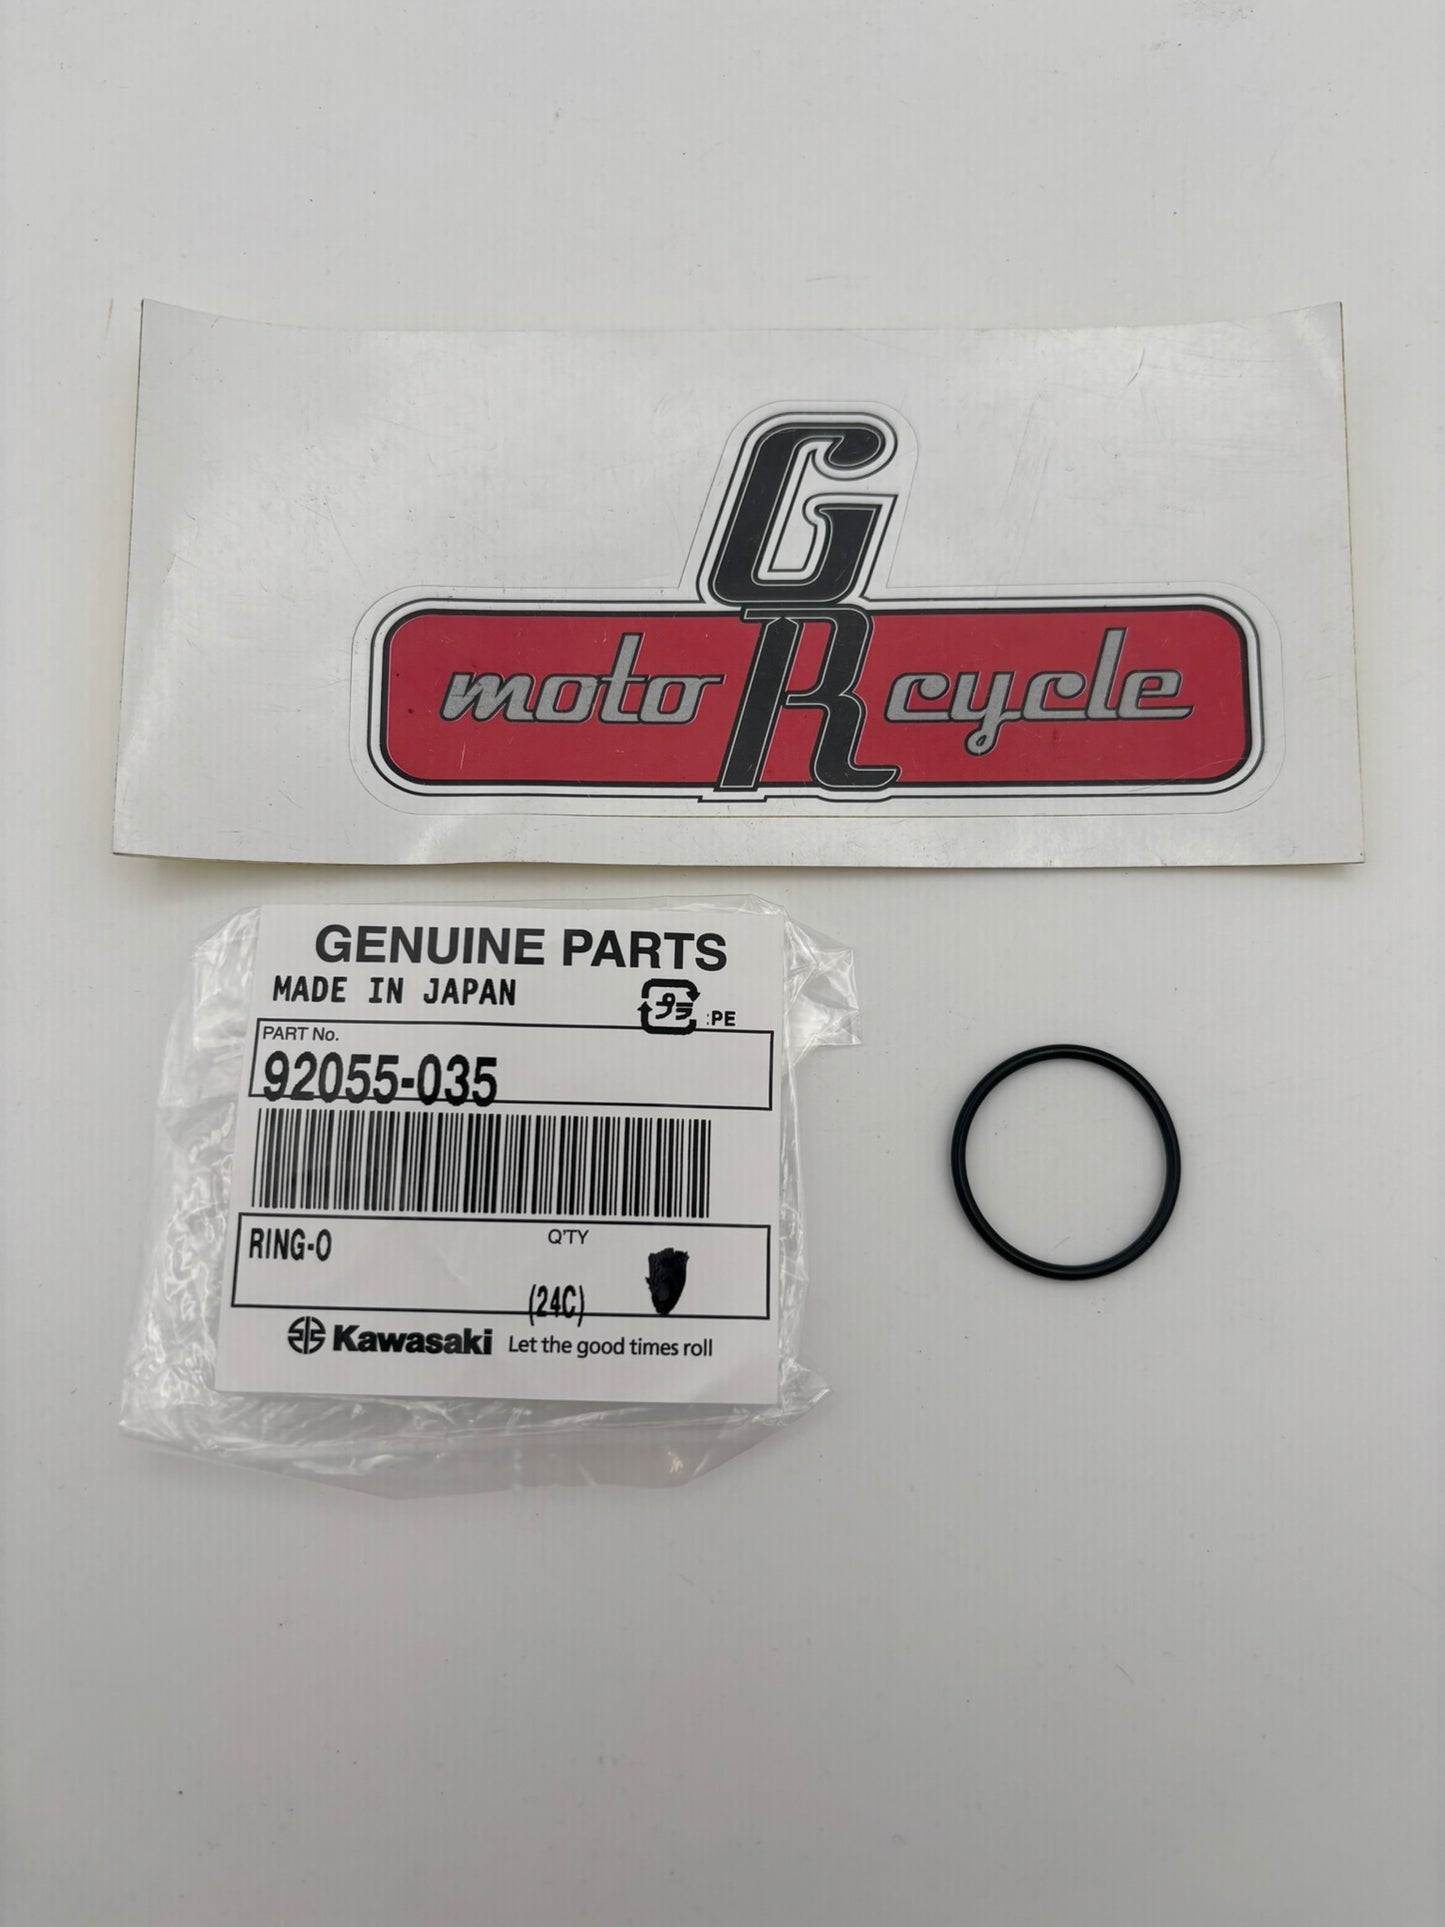 GR
moto cycle
GENUINE PARTS
MADE IN JAPAN
プラ :PE
PART No.
92055-035
RING-O Q'TY
(24C)
Kawasaki Let the good times roll